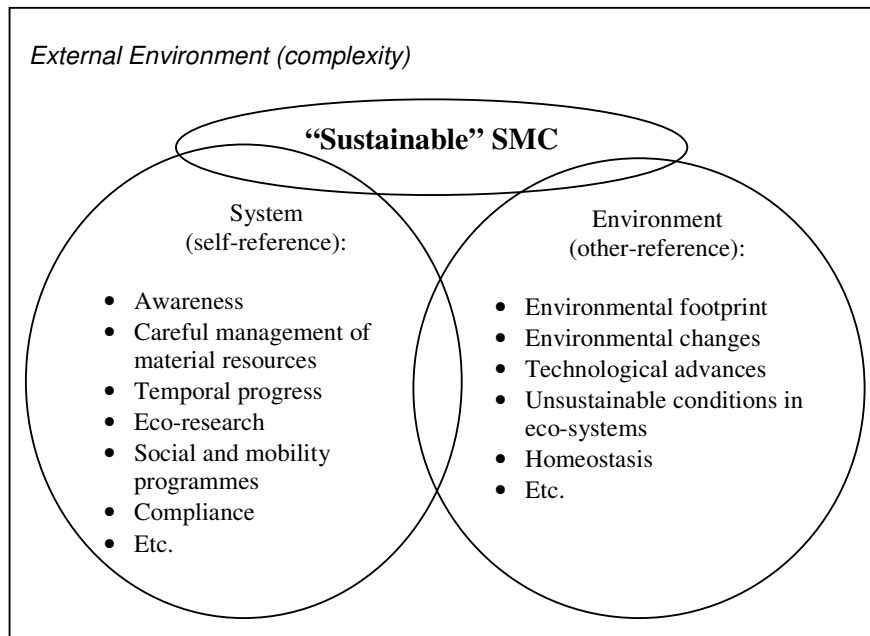 External Environment (complexity)
“Sustainable” SMC
System
(self-reference):
• Awareness
• Careful management of
material resources
• Temporal progress
• Eco-research
• Social and mobility
programmes
• Compliance
• Etc.
Environment
(other-reference):
• Environmental footprint
• Environmental changes
• Technological advances
• Unsustainable conditions in
eco-systems
• Homeostasis
• Etc.